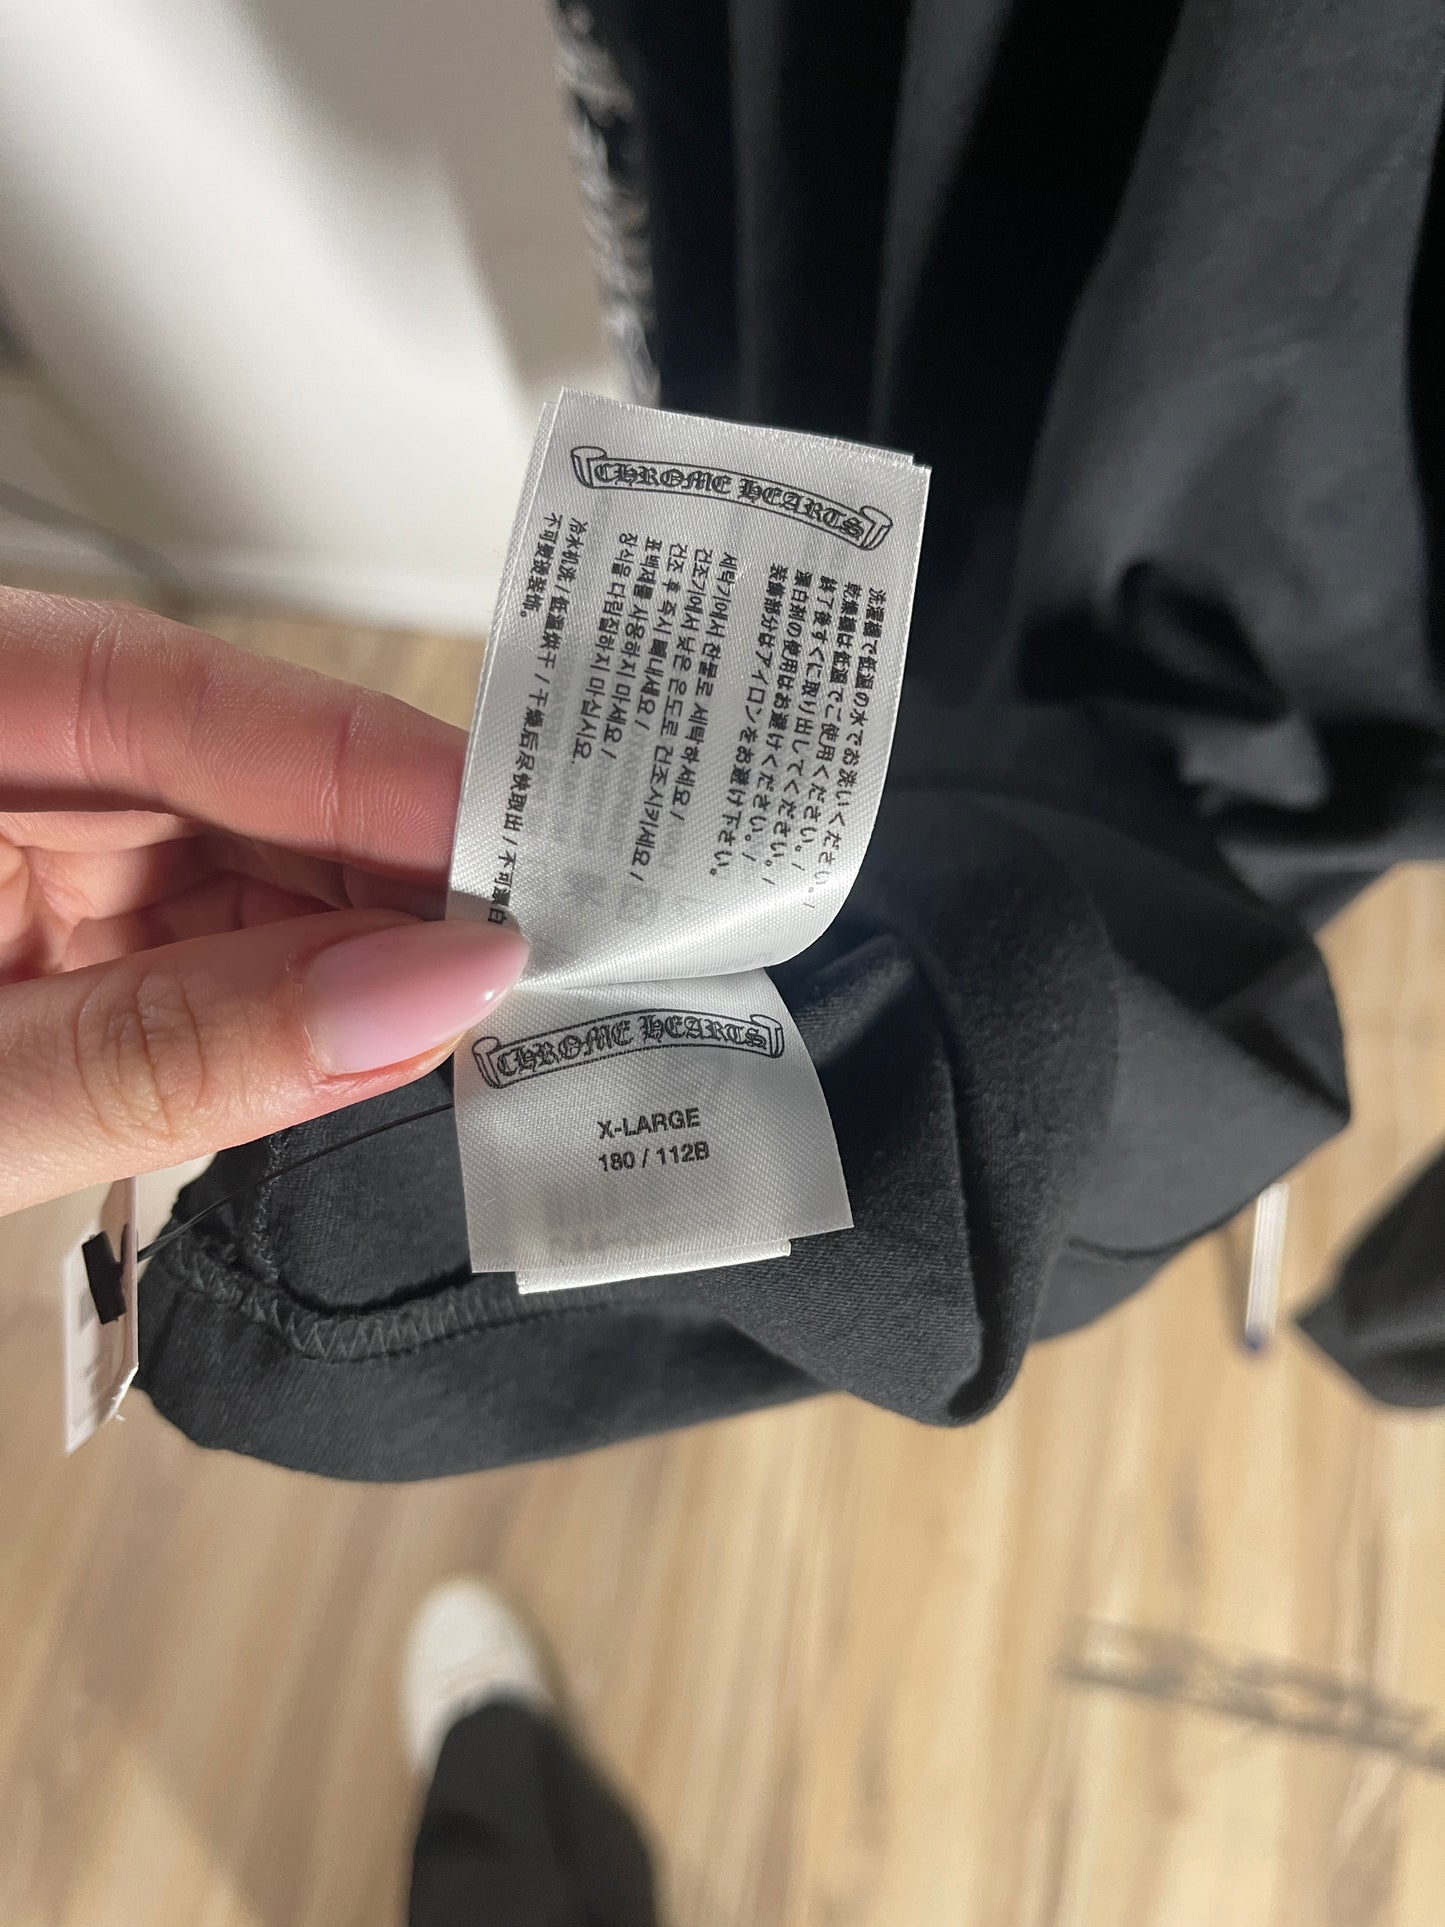 CHROME HEARTS
洗濯機で低温の水でお洗いください。/
乾燥機は低温でご使用ください。/
終了後すぐに取り出してください。/
漂白剤の使用はお避けください。/
装飾部分はアイロンをお避け下さい。
세탁기에서 찬물로 세탁하세요 /
건조기에서 낮은 온도로 건조시키세요 /
건조 후 즉시 빼내세요 /
표백제를 사용하지 마세요 /
장식을 다림질하지 마십시오.
冷水机洗 / 低温烘干 / 干燥后尽快取出 / 不可漂白
不可熨烫装饰。
CHROME HEARTS
X-LARGE
180 / 112B